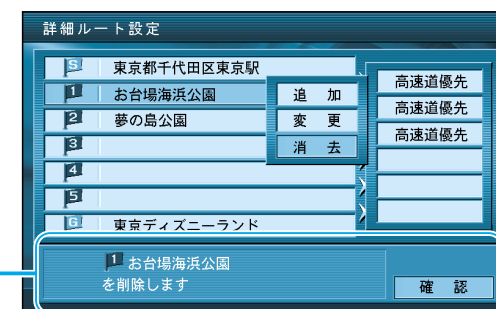 詳細ルート設定
S 東京都千代田区東京駅
1 お台場海浜公園
2 夢の島公園
3
4
5
G 東京ディズニーランド
追 加
変 更
消 去
高速道優先
高速道優先
高速道優先
1 お台場海浜公園
を削除します
確 認